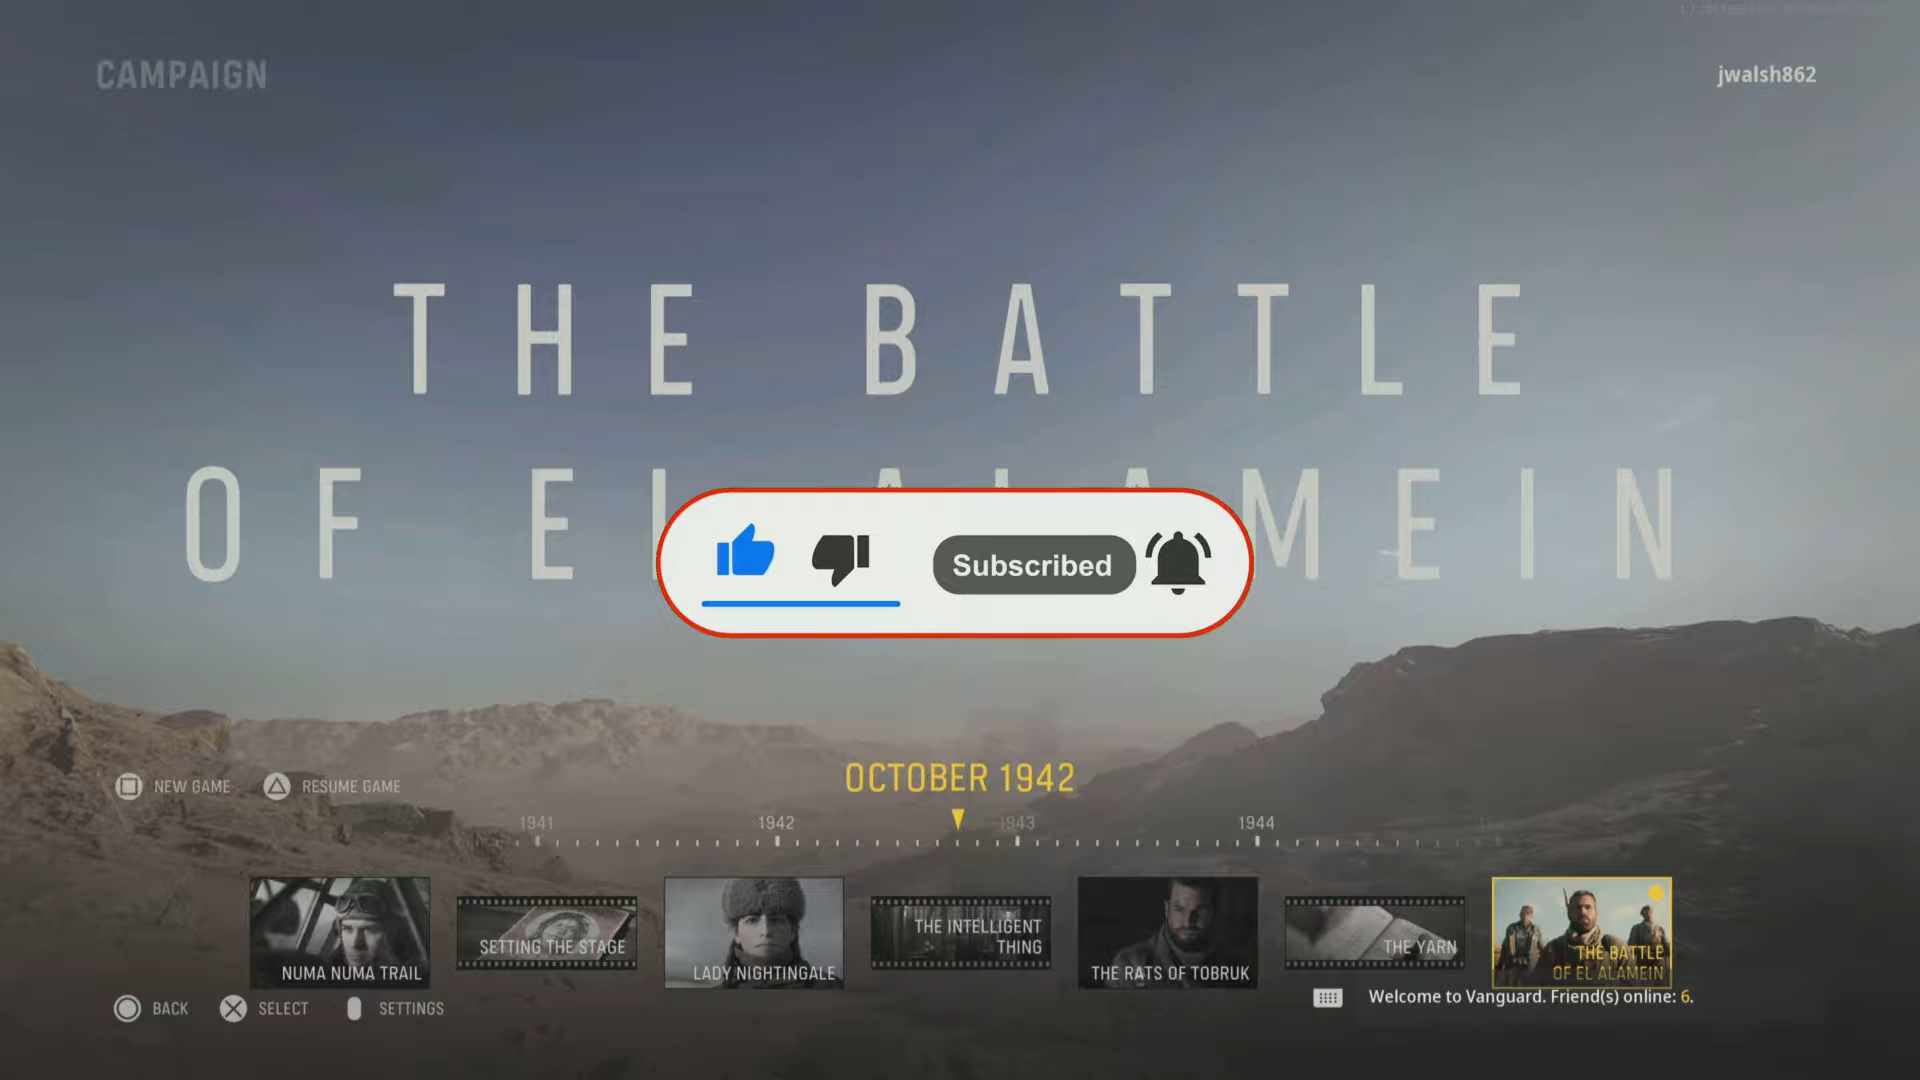 CAMPAIGN
jwalsh862
THE BATTLE
OF EL ALAMEIN
Subscribed
NEW GAME
RESUME GAME
OCTOBER 1942
1941
1942
1943
1944
NUMA NUMA TRAIL
SETTING THE STAGE
LADY NIGHTINGALE
THE INTELLIGENT
THING
THE RATS OF TOBRUK
THE YARN
THE BATTLE
OF EL ALAMEIN
BACK
SELECT
SETTINGS
Welcome to Vanguard. Friend(s) online: 6.